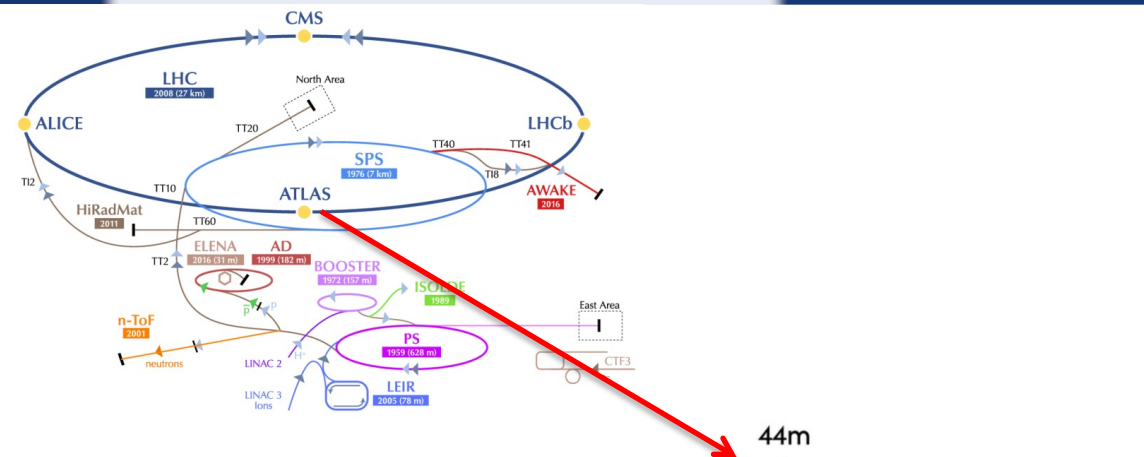 CMS
LHC
2008 (27 km)
North Area
ALICE
LHCb
TT20
TT40
TT41
SPS
1976 (7 km)
TI2
TT10
TI8
AWAKE
2016
ATLAS
HiRadMat
2011
TT60
ELENA
2016 (31 m)
AD
1999 (182 m)
TT2
BOOSTER
1972 (157 m)
ISOLDE
1989
p
p
East Area
n-ToF
2001
PS
1959 (628 m)
neutrons
LINAC 2
H⁺
CTF3
LEIR
2005 (78 m)
LINAC 3
Ions
44m